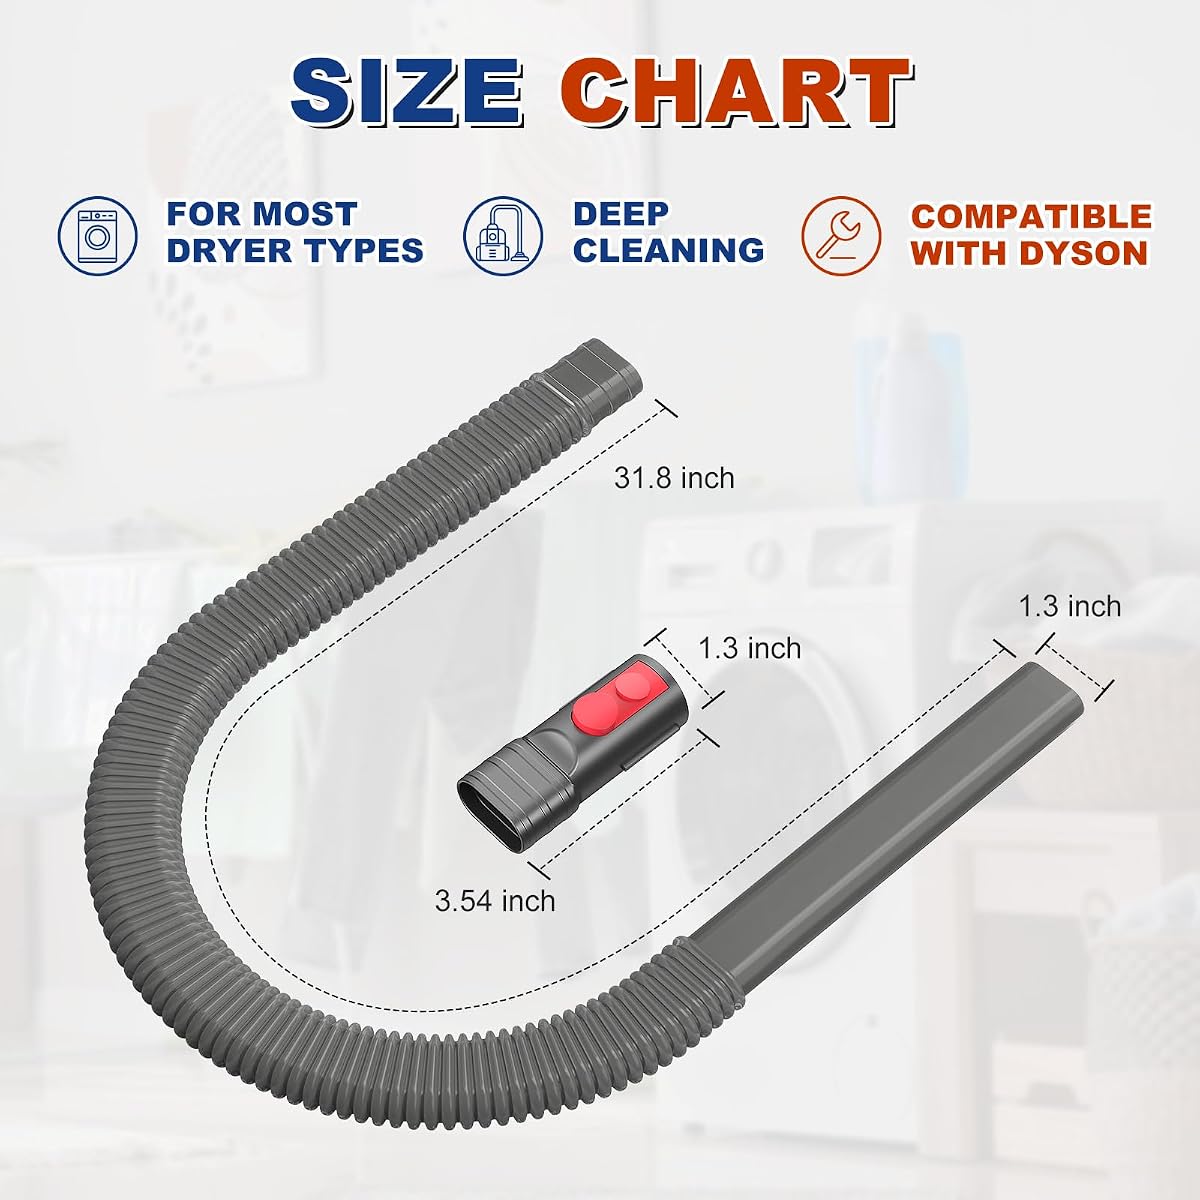 SIZE CHART
FOR MOST
DRYER TYPES
DEEP
CLEANING
COMPATIBLE
WITH DYSON
31.8 inch
1.3 inch
1.3 inch
3.54 inch